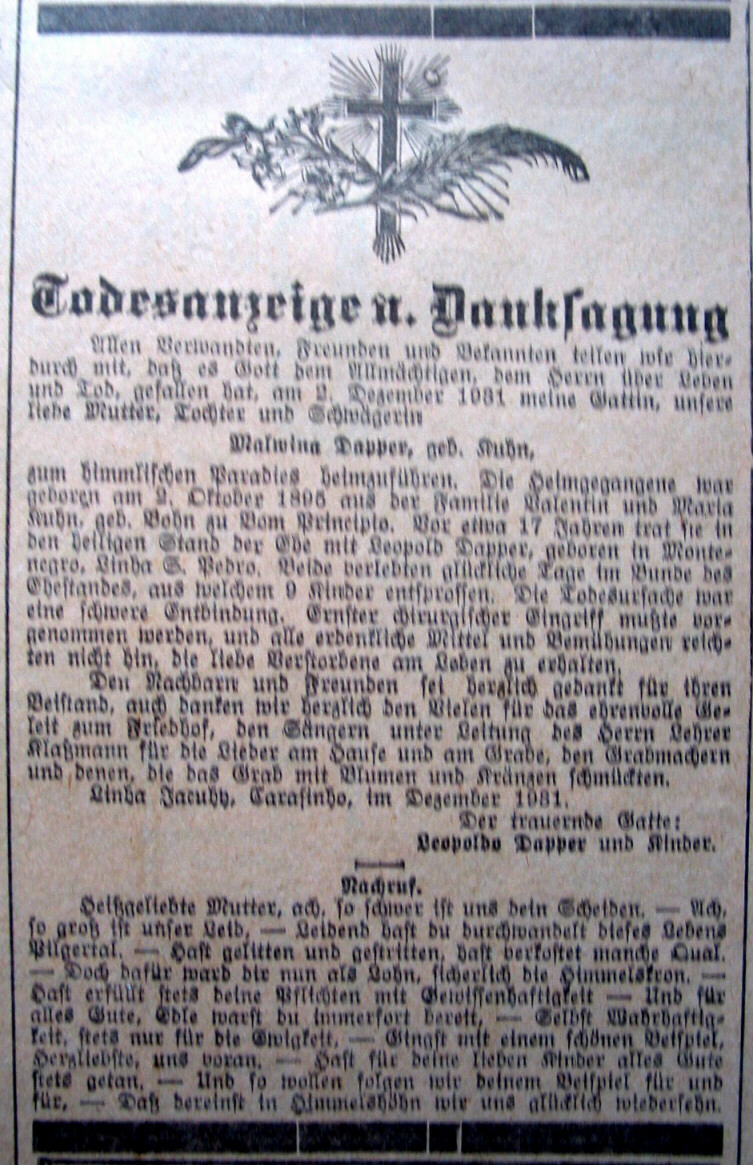 Todesanzeige u. Danksagung
Allen Verwandten, Freunden und Bekannten teilen wir hier-
durch mit, daß es Gott dem Allmächtigen, dem Herrn über Leben
und Tod, gefallen hat, am 2. Dezember 1931 meine Gattin, unsere
liebe Mutter, Tochter und Schwägerin
Malwina Dapper, geb. Kuhn,
zum himmlischen Paradies heimzuführen. Die Heimgegangene war
geboren am 2. Oktober 1895 aus der Familie Valentin und Maria
Kuhn, geb. Bohn zu Bom Principio. Vor etwa 17 Jahren trat sie in
den heiligen Stand der Ehe mit Leopold Dapper, geboren in Monte-
negro, Linha S. Pedro. Beide verlebten glückliche Tage im Bunde des
Ehestandes, aus welchem 9 Kinder entsprossen. Die Todesursache war
eine schwere Entbindung. Ernster chirurgischer Eingriff mußte vor-
genommen werden, und alle erdenkliche Mittel und Bemühungen reich-
ten nicht hin, die liebe Verstorbene am Leben zu erhalten.
Den Nachbarn und Freunden sei herzlich gedankt für ihren
Beistand, auch danken wir herzlich den Vielen für das ehrenvolle Ge-
leit zum Friedhof, den Sängern unter Leitung des Herrn Lehrer
Klaßmann für die Lieder am Hause und am Grabe, den Grabmachern
und denen, die das Grab mit Blumen und Kränzen schmückten.
Linha Jacuhy, Carasinho, im Dezember 1931.
Der trauernde Gatte:
Leopoldo Dapper und Kinder.
Nachruf.
Heißgeliebte Mutter, ach, so schwer ist uns dein Scheiden. — Ach,
so groß ist unser Leid. — Leidend hast du durchwandelt dieses Lebens
Pilgertal. — Hast gelitten und gestritten, hast verkostet manche Qual.
— Doch dafür ward dir nun als Lohn, sicherlich die Himmelskron. —
Hast erfüllt stets deine Pflichten mit Gewissenhaftigkeit — Und für
alles Gute, Edle warst du immerfort bereit, — Selbst Wahrhaftig-
keit, stets nur für die Ewigkeit. — Gingst mit einem schönen Beispiel,
Herzliebste, uns voran. — Hast für deine lieben Kinder alles Gute
stets getan. — Und so wollen folgen wir deinem Beispiel für und
für, — Daß dereinst in Himmelshöhn wir uns glücklich wiedersehn.